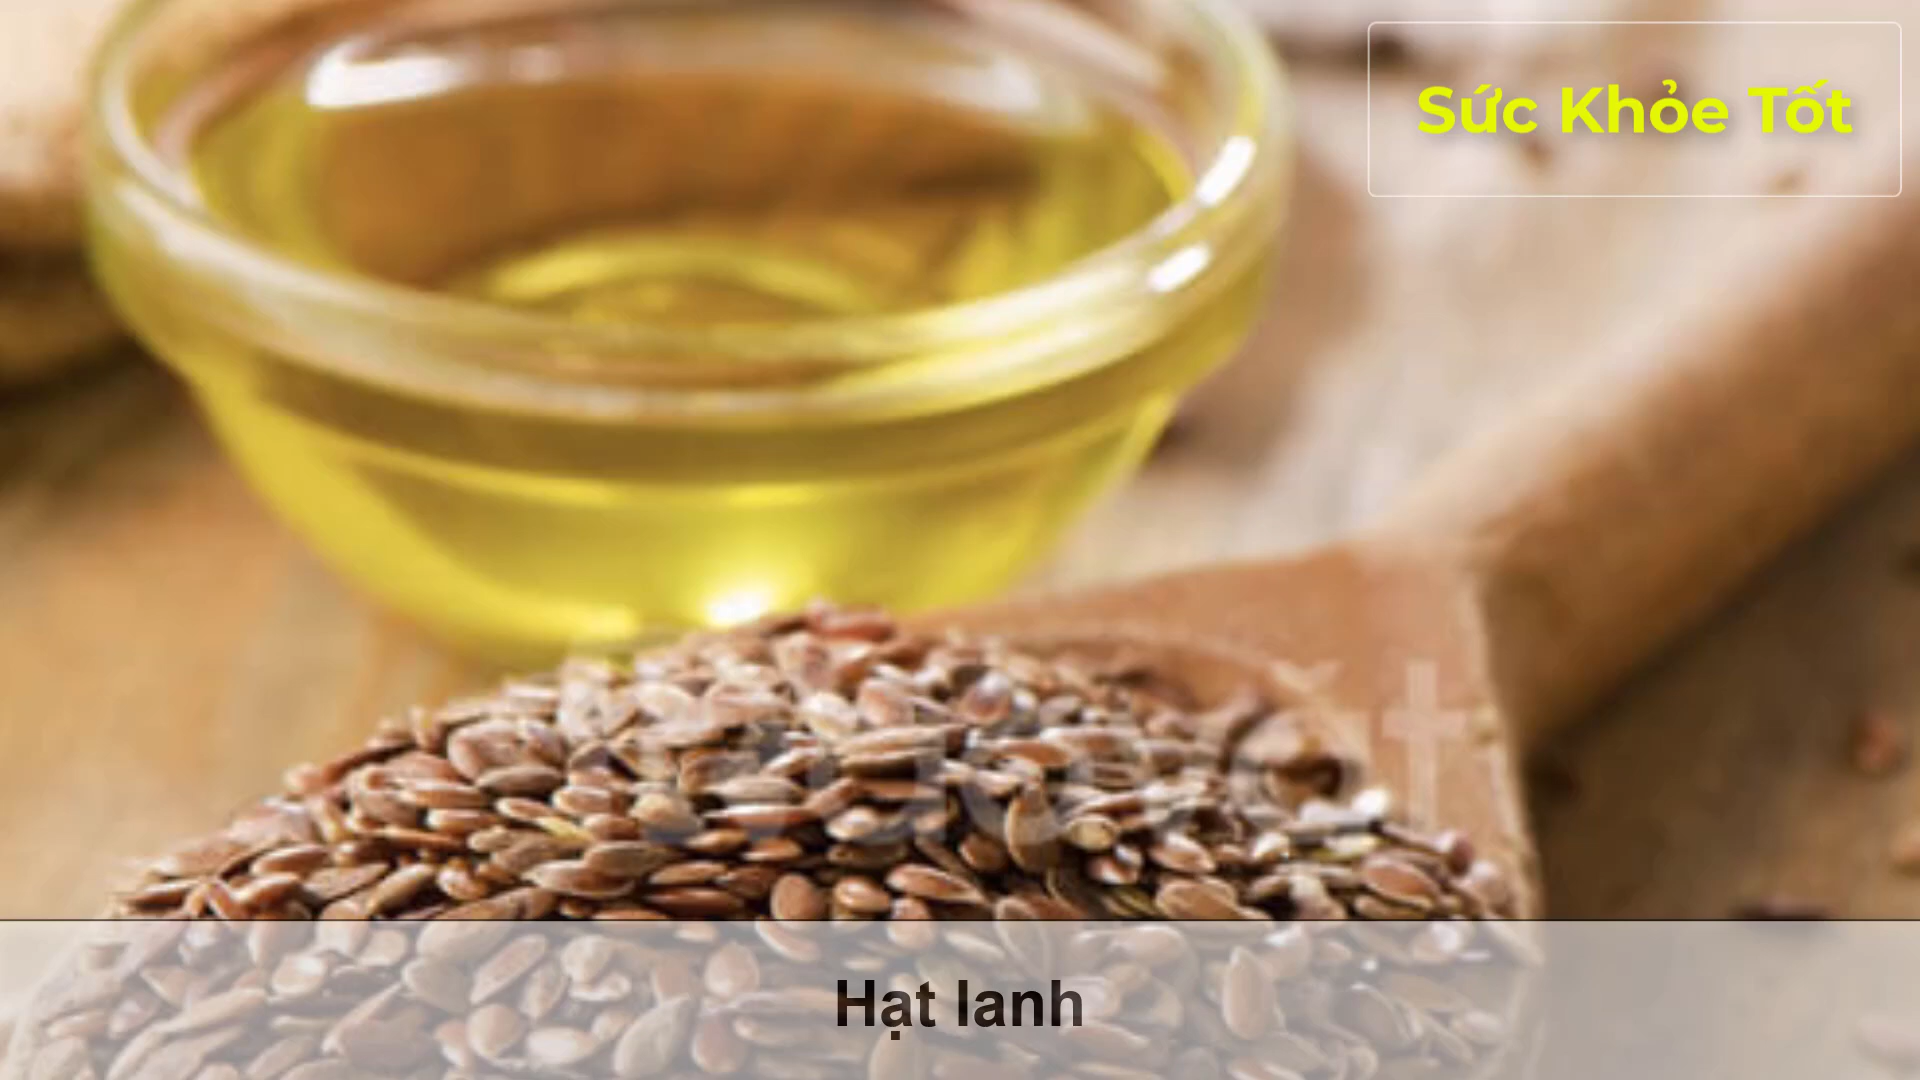 Sức Khỏe Tốt
Hạt lanh